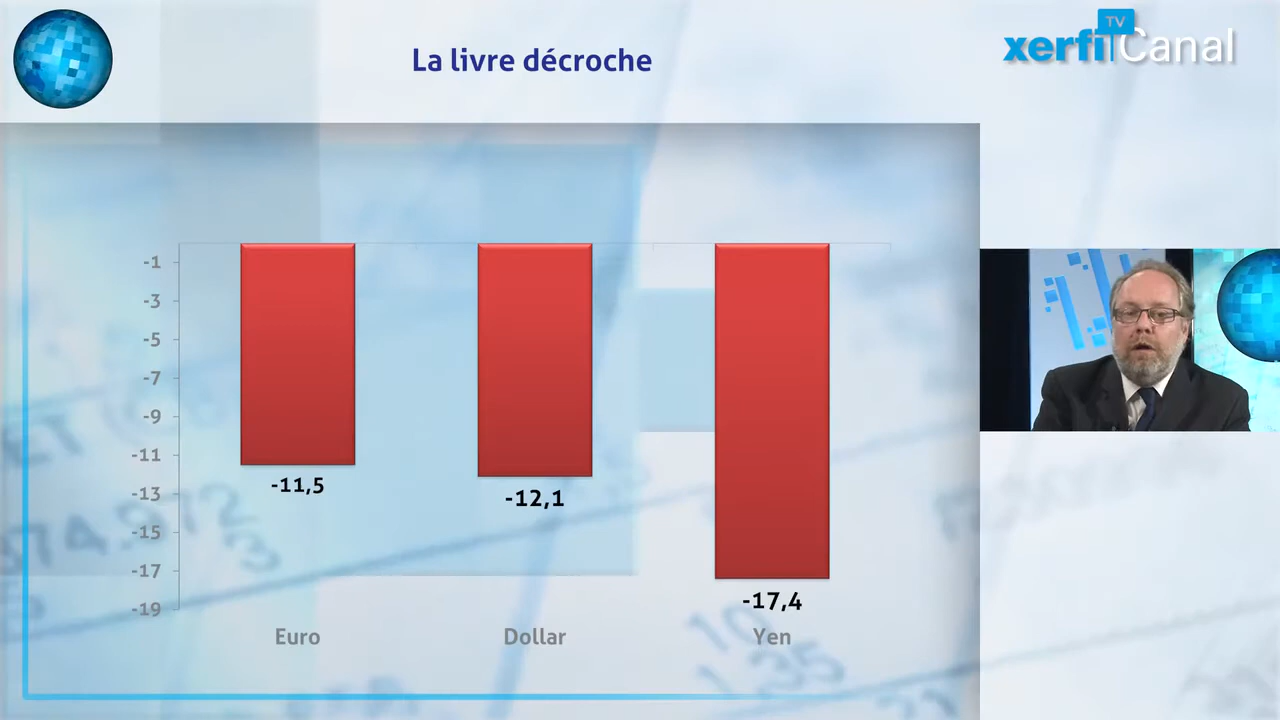 La livre décroche
TV
xerfi Canal
-1
-3
-5
-7
-9
-11
-13
-15
-17
-19
-11,5
-12,1
-17,4
Euro
Dollar
Yen